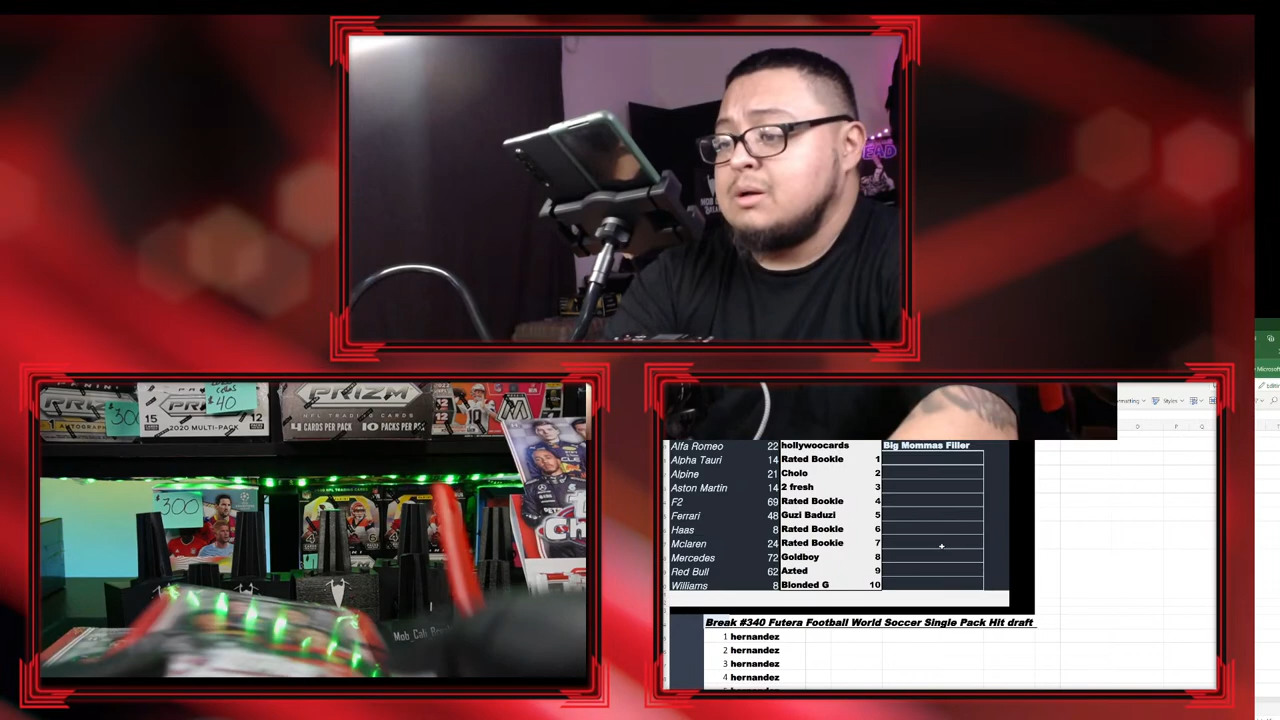 EAD
MOB
$300
$40
PRIZM
15
12
2020 MULTI-PACK
NFL TRADING CARDS
4 CARDS PER PACK 10 PACKS PER
$300
Mob_Cali_
Styles
Alfa Romeo 22 hollywoocards Big Mommas Filler
Alpha Tauri 14 Rated Bookie 1
Alpine 21 Cholo 2
Aston Martin 14 2 fresh 3
F2 69 Rated Bookie 4
Ferrari 48 Guzi Baduzi 5
Haas 8 Rated Bookie 6
Mclaren 24 Rated Bookie 7
Mercedes 72 Goldboy 8
Red Bull 62 Azted 9
Williams 8 Blonded G 10
Break #340 Futera Football World Soccer Single Pack Hit draft
1 hernandez
2 hernandez
3 hernandez
4 hernandez